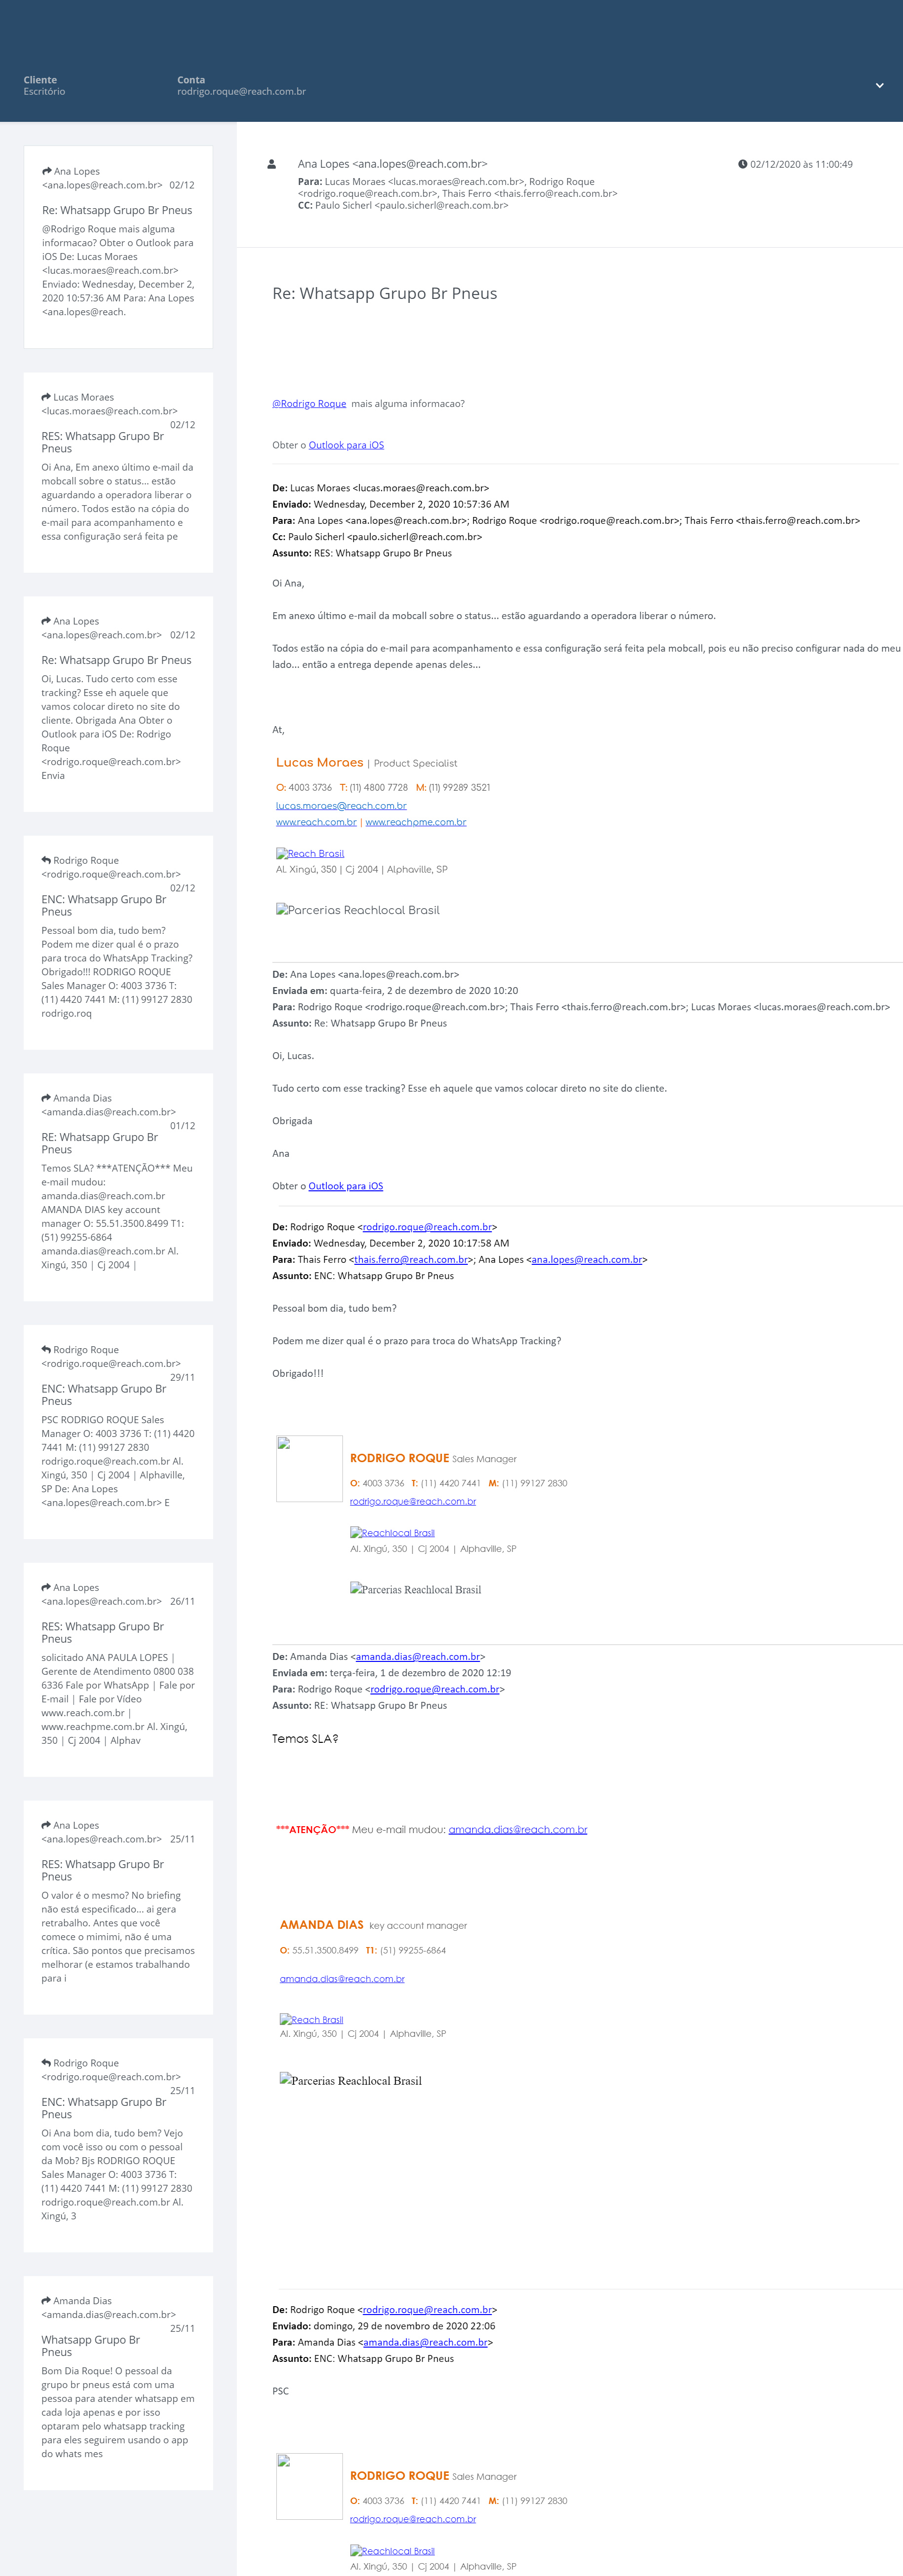 Cliente
Escritório
Conta
rodrigo.roque@reach.com.br
Ana Lopes
<ana.lopes@reach.com.br> 02/12
Re: Whatsapp Grupo Br Pneus
@Rodrigo Roque mais alguma
informacao? Obter o Outlook para
iOS De: Lucas Moraes
<lucas.moraes@reach.com.br>
Enviado: Wednesday, December 2,
2020 10:57:36 AM Para: Ana Lopes
<ana.lopes@reach.
Lucas Moraes
<lucas.moraes@reach.com.br>
02/12
RES: Whatsapp Grupo Br
Pneus
Oi Ana, Em anexo último e-mail da
mobcall sobre o status... estão
aguardando a operadora liberar o
número. Todos estão na cópia do
e-mail para acompanhamento e
essa configuração será feita pe
Ana Lopes
<ana.lopes@reach.com.br> 02/12
Re: Whatsapp Grupo Br Pneus
Oi, Lucas. Tudo certo com esse
tracking? Esse eh aquele que
vamos colocar direto no site do
cliente. Obrigada Ana Obter o
Outlook para iOS De: Rodrigo
Roque
<rodrigo.roque@reach.com.br>
Envia
Rodrigo Roque
<rodrigo.roque@reach.com.br>
02/12
ENC: Whatsapp Grupo Br
Pneus
Pessoal bom dia, tudo bem?
Podem me dizer qual é o prazo
para troca do WhatsApp Tracking?
Obrigado!!! RODRIGO ROQUE
Sales Manager O: 4003 3736 T:
(11) 4420 7441 M: (11) 99127 2830
rodrigo.roq
Amanda Dias
<amanda.dias@reach.com.br>
01/12
RE: Whatsapp Grupo Br
Pneus
Temos SLA? ***ATENÇÃO*** Meu
e-mail mudou:
amanda.dias@reach.com.br
AMANDA DIAS key account
manager O: 55.51.3500.8499 T1:
(51) 99255-6864
amanda.dias@reach.com.br Al.
Xingú, 350 | Cj 2004 |
Rodrigo Roque
<rodrigo.roque@reach.com.br>
29/11
ENC: Whatsapp Grupo Br
Pneus
PSC RODRIGO ROQUE Sales
Manager O: 4003 3736 T: (11) 4420
7441 M: (11) 99127 2830
rodrigo.roque@reach.com.br Al.
Xingú, 350 | Cj 2004 | Alphaville,
SP De: Ana Lopes
<ana.lopes@reach.com.br> E
Ana Lopes
<ana.lopes@reach.com.br> 26/11
RES: Whatsapp Grupo Br
Pneus
solicitado ANA PAULA LOPES |
Gerente de Atendimento 0800 038
6336 Fale por WhatsApp | Fale por
E-mail | Fale por Vídeo
www.reach.com.br |
www.reachpme.com.br Al. Xingú,
350 | Cj 2004 | Alphav
Ana Lopes
<ana.lopes@reach.com.br> 25/11
RES: Whatsapp Grupo Br
Pneus
O valor é o mesmo? No briefing
não está especificado... ai gera
retrabalho. Antes que você
comece o mimimi, não é uma
crítica. São pontos que precisamos
melhorar (e estamos trabalhando
para i
Rodrigo Roque
<rodrigo.roque@reach.com.br>
25/11
ENC: Whatsapp Grupo Br
Pneus
Oi Ana bom dia, tudo bem? Vejo
com você isso ou com o pessoal
da Mob? Bjs RODRIGO ROQUE
Sales Manager O: 4003 3736 T:
(11) 4420 7441 M: (11) 99127 2830
rodrigo.roque@reach.com.br Al.
Xingú, 3
Amanda Dias
<amanda.dias@reach.com.br>
25/11
Whatsapp Grupo Br
Pneus
Bom Dia Roque! O pessoal da
grupo br pneus está com uma
pessoa para atender whatsapp em
cada loja apenas e por isso
optaram pelo whatsapp tracking
para eles seguirem usando o app
do whats mes
Ana Lopes <ana.lopes@reach.com.br> 02/12/2020 às 11:00:49
Para: Lucas Moraes <lucas.moraes@reach.com.br>, Rodrigo Roque
<rodrigo.roque@reach.com.br>, Thais Ferro <thais.ferro@reach.com.br>
CC: Paulo Sicherl <paulo.sicherl@reach.com.br>
Re: Whatsapp Grupo Br Pneus
@Rodrigo Roque mais alguma informacao?
Obter o Outlook para iOS
De: Lucas Moraes <lucas.moraes@reach.com.br>
Enviado: Wednesday, December 2, 2020 10:57:36 AM
Para: Ana Lopes <ana.lopes@reach.com.br>; Rodrigo Roque <rodrigo.roque@reach.com.br>; Thais Ferro <thais.ferro@reach.com.br>
Cc: Paulo Sicherl <paulo.sicherl@reach.com.br>
Assunto: RES: Whatsapp Grupo Br Pneus
Oi Ana,
Em anexo último e-mail da mobcall sobre o status... estão aguardando a operadora liberar o número.
Todos estão na cópia do e-mail para acompanhamento e essa configuração será feita pela mobcall, pois eu não preciso configurar nada do meu
lado... então a entrega depende apenas deles...
At,
Lucas Moraes | Product Specialist
O: 4003 3736 T: (11) 4800 7728 M: (11) 99289 3521
lucas.moraes@reach.com.br
www.reach.com.br | www.reachpme.com.br
Reach Brasil
Al. Xingú, 350 | Cj 2004 | Alphaville, SP
Parcerias Reachlocal Brasil
De: Ana Lopes <ana.lopes@reach.com.br>
Enviada em: quarta-feira, 2 de dezembro de 2020 10:20
Para: Rodrigo Roque <rodrigo.roque@reach.com.br>; Thais Ferro <thais.ferro@reach.com.br>; Lucas Moraes <lucas.moraes@reach.com.br>
Assunto: Re: Whatsapp Grupo Br Pneus
Oi, Lucas.
Tudo certo com esse tracking? Esse eh aquele que vamos colocar direto no site do cliente.
Obrigada
Ana
Obter o Outlook para iOS
De: Rodrigo Roque <rodrigo.roque@reach.com.br>
Enviado: Wednesday, December 2, 2020 10:17:58 AM
Para: Thais Ferro <thais.ferro@reach.com.br>; Ana Lopes <ana.lopes@reach.com.br>
Assunto: ENC: Whatsapp Grupo Br Pneus
Pessoal bom dia, tudo bem?
Podem me dizer qual é o prazo para troca do WhatsApp Tracking?
Obrigado!!!
RODRIGO ROQUE Sales Manager
O: 4003 3736 T: (11) 4420 7441 M: (11) 99127 2830
rodrigo.roque@reach.com.br
Reachlocal Brasil
Al. Xingú, 350 | Cj 2004 | Alphaville, SP
Parcerias Reachlocal Brasil
De: Amanda Dias <amanda.dias@reach.com.br>
Enviada em: terça-feira, 1 de dezembro de 2020 12:19
Para: Rodrigo Roque <rodrigo.roque@reach.com.br>
Assunto: RE: Whatsapp Grupo Br Pneus
Temos SLA?
***ATENÇÃO*** Meu e-mail mudou: amanda.dias@reach.com.br
AMANDA DIAS key account manager
O: 55.51.3500.8499 T1: (51) 99255-6864
amanda.dias@reach.com.br
Reach Brasil
Al. Xingú, 350 | Cj 2004 | Alphaville, SP
Parcerias Reachlocal Brasil
De: Rodrigo Roque <rodrigo.roque@reach.com.br>
Enviado: domingo, 29 de novembro de 2020 22:06
Para: Amanda Dias <amanda.dias@reach.com.br>
Assunto: ENC: Whatsapp Grupo Br Pneus
PSC
RODRIGO ROQUE Sales Manager
O: 4003 3736 T: (11) 4420 7441 M: (11) 99127 2830
rodrigo.roque@reach.com.br
Reachlocal Brasil
Al. Xingú, 350 | Cj 2004 | Alphaville, SP